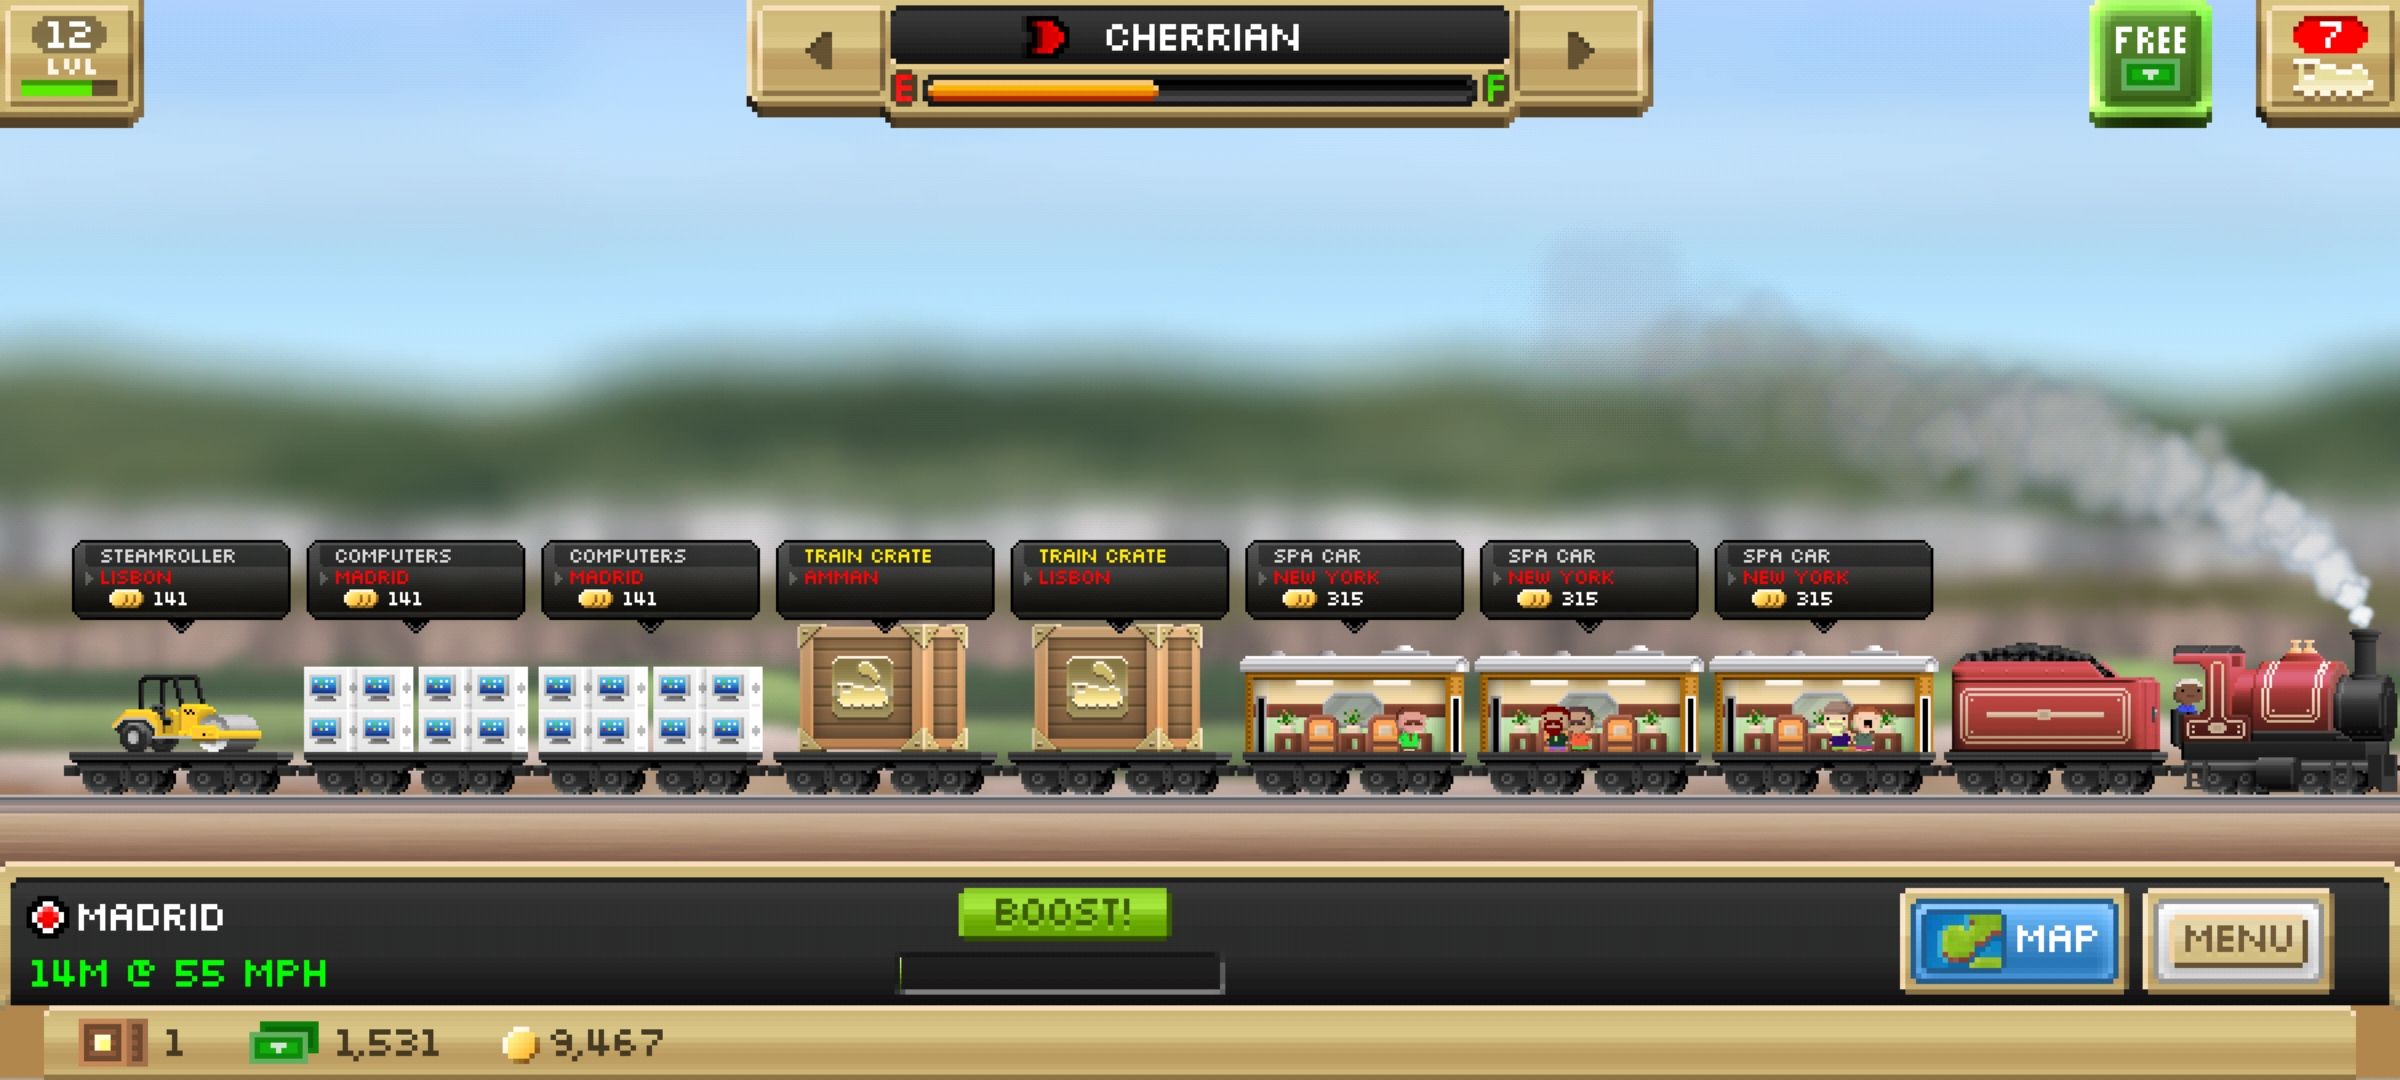 12
LVL
CHERRIAN
E F
FREE
7
STEAMROLLER
LISBON
141
COMPUTERS
MADRID
141
COMPUTERS
MADRID
141
TRAIN CRATE
AMMAN
TRAIN CRATE
LISBON
SPA CAR
NEW YORK
315
SPA CAR
NEW YORK
315
SPA CAR
NEW YORK
315
MADRID
14M @ 55 MPH
BOOST!
MAP
MENU
1
1,531
9,467